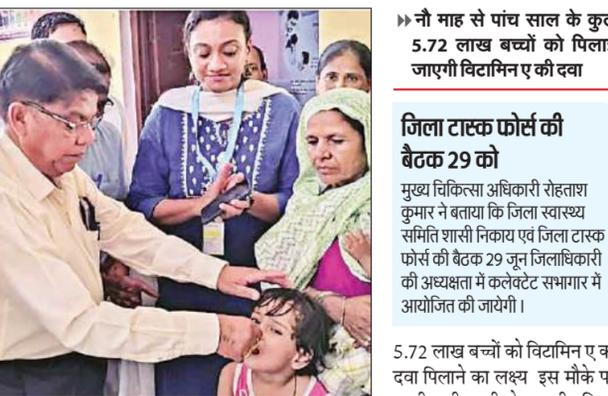 ▶▶ नौ माह से पांच साल के
5.72 लाख बच्चों को
जाएगी विटामिन ए की दवा
जिला टास्क फोर्स की
बैठक 29 को
मुख्य चिकित्सा अधिकारी रोहताश
कुमार ने बताया कि जिला स्वास्थ्य
समिति शासी निकाय एवं जिला टास्क
फोर्स की बैठक 29 जून जिलाधिकारी
की अध्यक्षता में कलेक्टेट सभागार में
आयोजित की जायेगी ।
5.72 लाख बच्चों को विटामिन ए
दवा पिलाने का लक्ष्य इस मौके